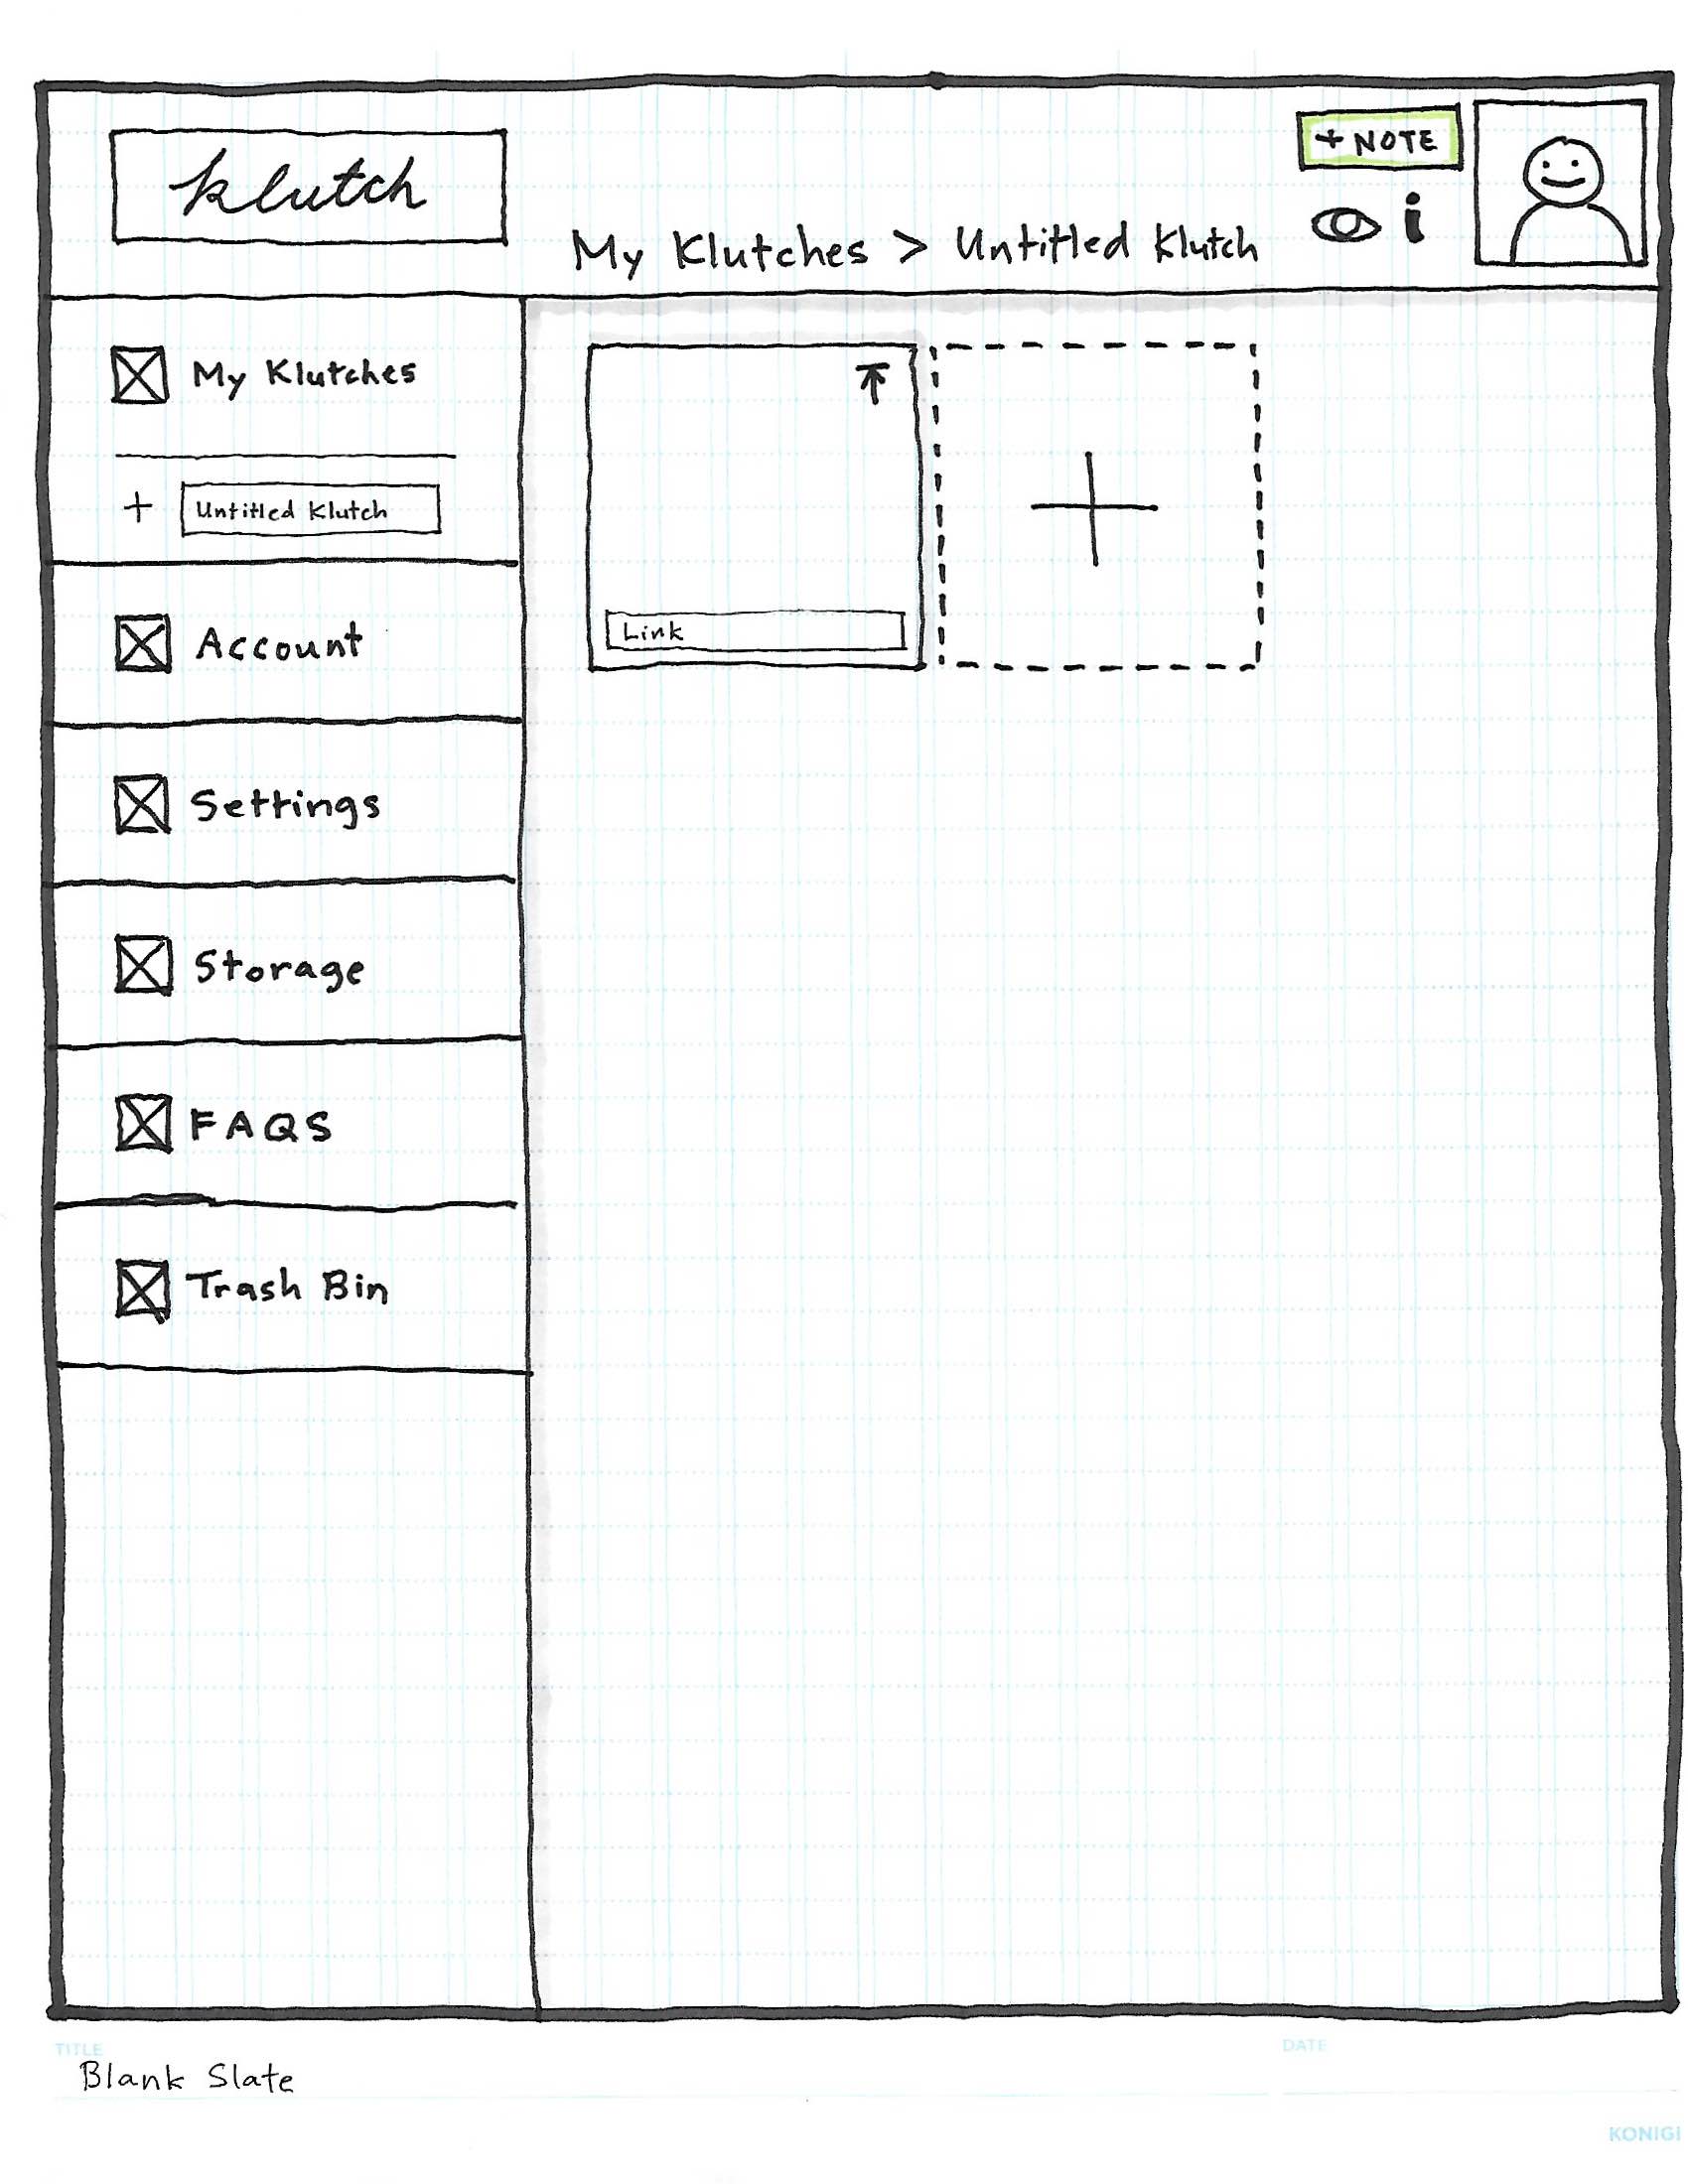 klutch
+ NOTE
My Klutches > Untitled Klutch
i
My Klutches
+ Untitled Klutch
Link
Account
Settings
Storage
FAQS
Trash Bin
TITLE
DATE
Blank Slate
KONIGI